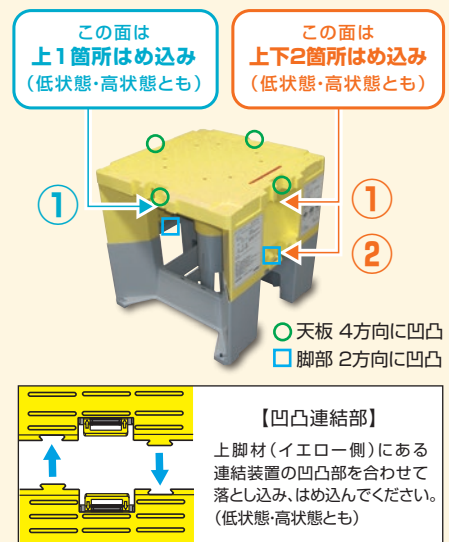 この面は
上1箇所はめ込み
（低状態・高状態とも）
この面は
上下2箇所はめ込み
（低状態・高状態とも）
①
①
②
天板 4方向に凹凸
脚部 2方向に凹凸
【凹凸連結部】
上脚材（イエロー側）にある
連結装置の凹凸部を合わせて
落とし込み、はめ込んでください。
（低状態・高状態とも）